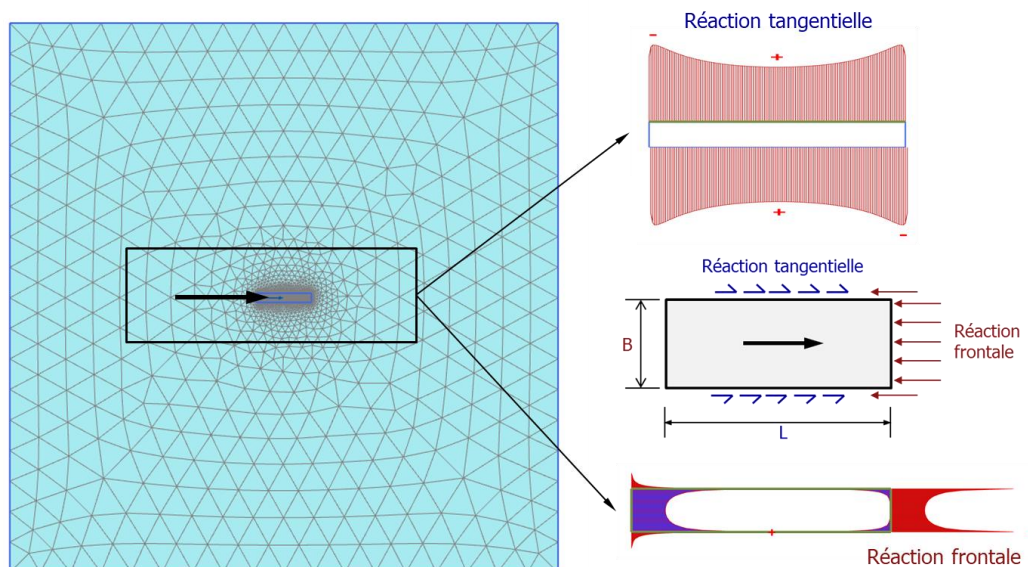 Réaction tangentielle
-
+
+
-
Réaction tangentielle
B
Réaction
frontale
L
+
Réaction frontale